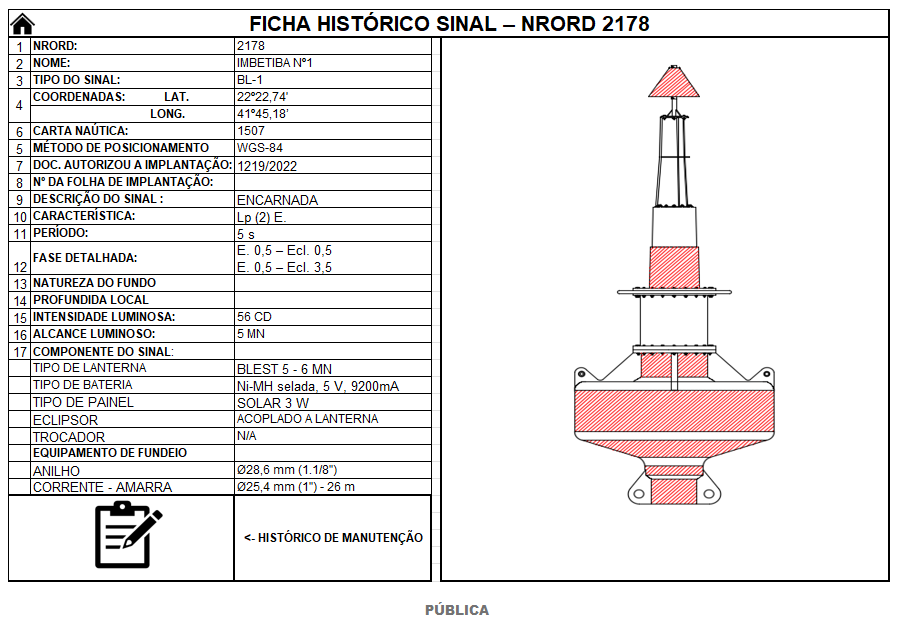 FICHA HISTÓRICO SINAL – NRORD 2178
1 NRORD: 2178
2 NOME: IMBETIBA Nº1
3 TIPO DO SINAL: BL-1
4 COORDENADAS: LAT. 22º22,74'
LONG. 41º45,18'
6 CARTA NAÚTICA: 1507
5 MÉTODO DE POSICIONAMENTO WGS-84
7 DOC. AUTORIZOU A IMPLANTAÇÃO: 1219/2022
8 Nº DA FOLHA DE IMPLANTAÇÃO:
9 DESCRIÇÃO DO SINAL : ENCARNADA
10 CARACTERÍSTICA: Lp (2) E.
11 PERÍODO: 5 s
12 FASE DETALHADA: E. 0,5 – Ecl. 0,5
E. 0,5 – Ecl. 3,5
13 NATUREZA DO FUNDO
14 PROFUNDIDA LOCAL
15 INTENSIDADE LUMINOSA: 56 CD
16 ALCANCE LUMINOSO: 5 MN
17 COMPONENTE DO SINAL:
TIPO DE LANTERNA BLEST 5 - 6 MN
TIPO DE BATERIA Ni-MH selada, 5 V, 9200mA
TIPO DE PAINEL SOLAR 3 W
ECLIPSOR ACOPLADO A LANTERNA
TROCADOR N/A
EQUIPAMENTO DE FUNDEIO
ANILHO Ø28,6 mm (1.1/8")
CORRENTE - AMARRA Ø25,4 mm (1") - 26 m
<- HISTÓRICO DE MANUTENÇÃO
PÚBLICA